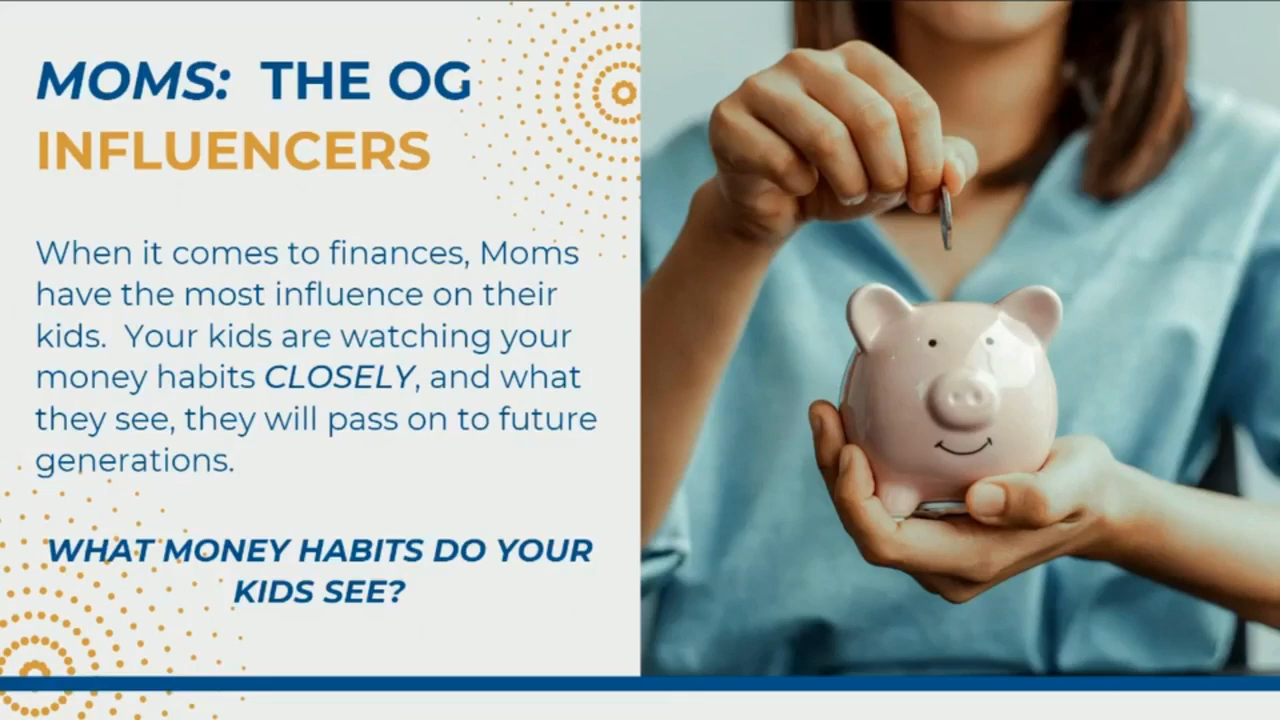 MOMS: THE OG
INFLUENCERS
When it comes to finances, Moms
have the most influence on their
kids. Your kids are watching your
money habits CLOSELY, and what
they see, they will pass on to future
generations.
WHAT MONEY HABITS DO YOUR
KIDS SEE?